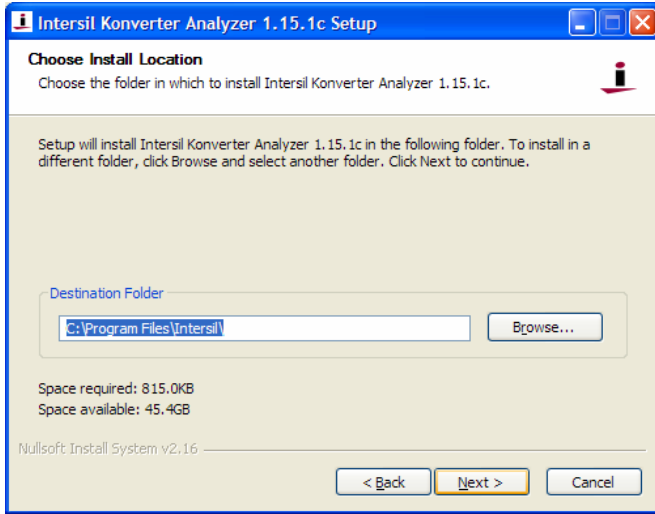 Intersil Konverter Analyzer 1.15.1c Setup
Choose Install Location
Choose the folder in which to install Intersil Konverter Analyzer 1.15.1c.
Setup will install Intersil Konverter Analyzer 1.15.1c in the following folder. To install in a
different folder, click Browse and select another folder. Click Next to continue.
Destination Folder
C:\Program Files\Intersil\
Browse...
Space required: 815.0KB
Space available: 45.4GB
Nullsoft Install System v2.16
< Back Next > Cancel